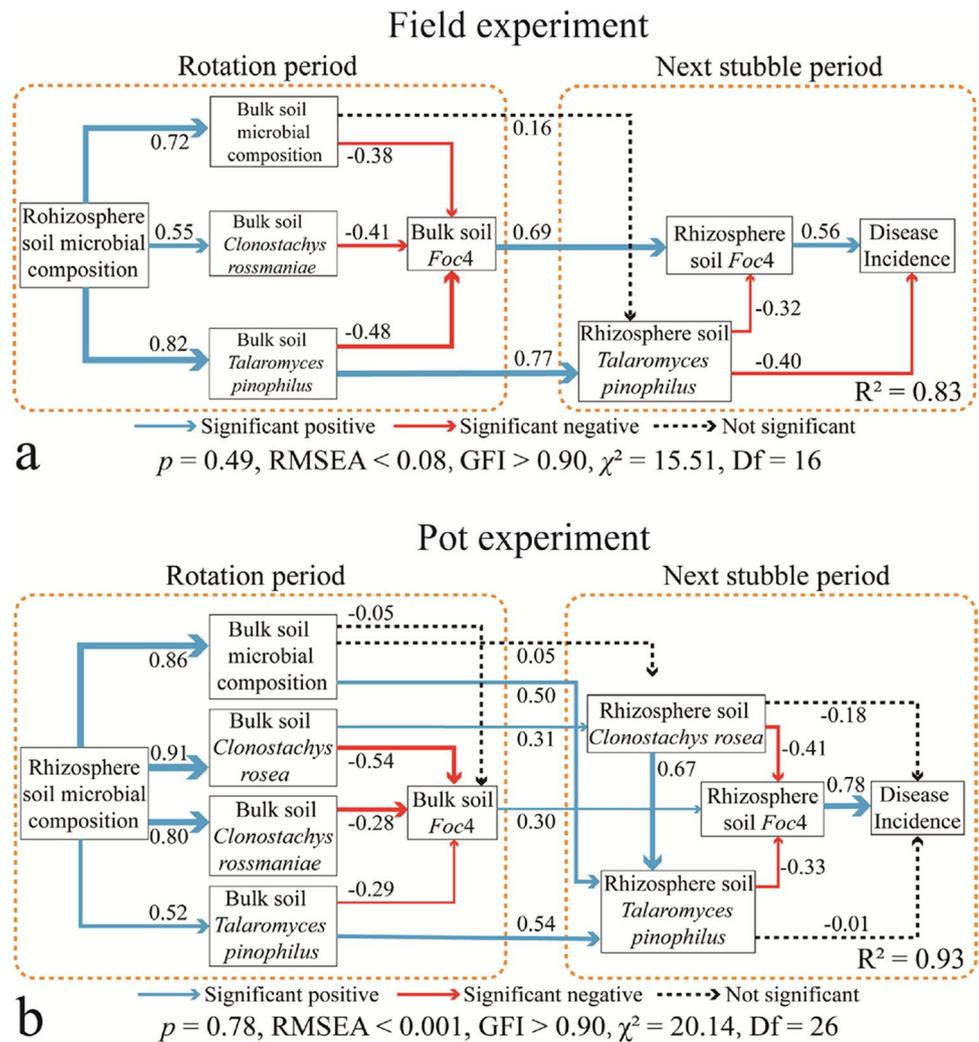 Field experiment
Rotation period
Next stubble period
Bulk soil
microbial
composition
0.72
-0.38
0.16
Rohizosphere
soil microbial
composition
0.55
Bulk soil
Clonostachys
rossmaniae
-0.41
Bulk soil
Foc4
0.69
Rhizosphere
soil Foc4
0.56
Disease
Incidence
-0.32
0.82
Bulk soil
Talaromyces
pinophilus
-0.48
0.77
Rhizosphere soil
Talaromyces
pinophilus
-0.40
R² = 0.83
Significant positive
Significant negative
Not significant
a
p = 0.49, RMSEA < 0.08, GFI > 0.90, χ² = 15.51, Df = 16
Pot experiment
Rotation period
Next stubble period
Bulk soil
microbial
composition
0.86
-0.05
0.05
0.50
Bulk soil
Clonostachys
rosea
0.91
-0.54
0.31
Rhizosphere soil
Clonostachys rosea
-0.18
-0.41
0.67
Rhizosphere
soil microbial
composition
0.80
Bulk soil
Clonostachys
rossmaniae
-0.28
Bulk soil
Foc4
0.30
Rhizosphere
soil Foc4
0.78
Disease
Incidence
-0.33
0.52
Bulk soil
Talaromyces
pinophilus
-0.29
0.54
Rhizosphere soil
Talaromyces
pinophilus
-0.01
R² = 0.93
Significant positive
Significant negative
Not significant
b
p = 0.78, RMSEA < 0.001, GFI > 0.90, χ² = 20.14, Df = 26